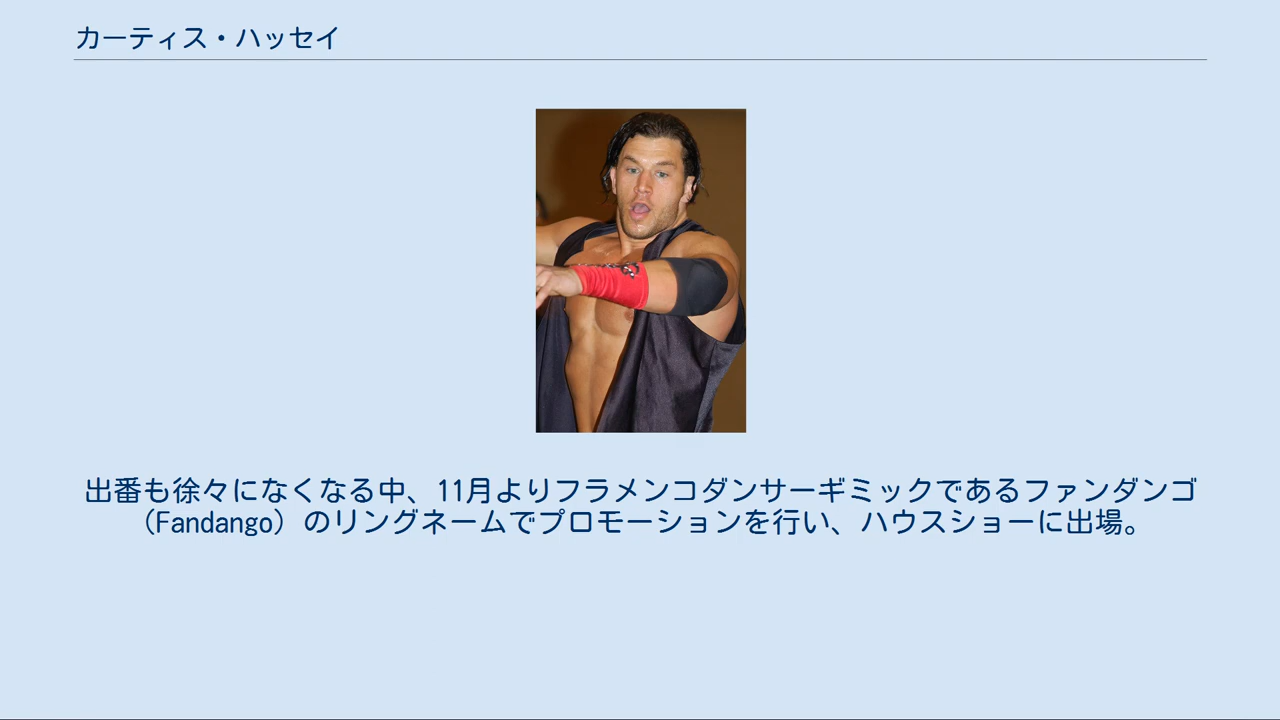 カーティス・ハッセイ
出番も徐々になくなる中、11月よりフラメンコダンサーギミックであるファンダンゴ
（Fandango）のリングネームでプロモーションを行い、ハウスショーに出場。